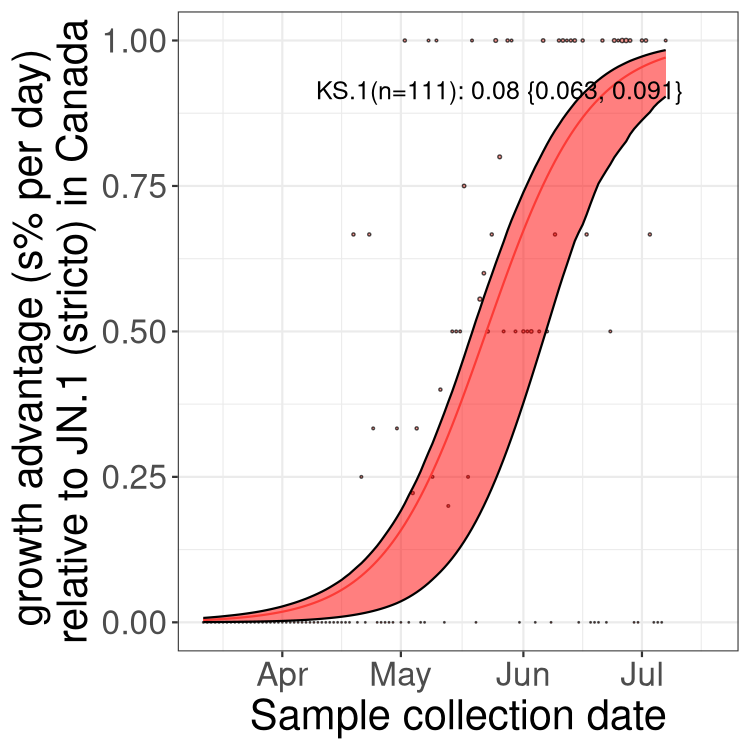 growth advantage (s% per day)
relative to JN.1 (stricto) in Canada
1.00
0.75
0.50
0.25
0.00
KS.1(n=111): 0.08 {0.063, 0.091}
Apr May Jun Jul
Sample collection date